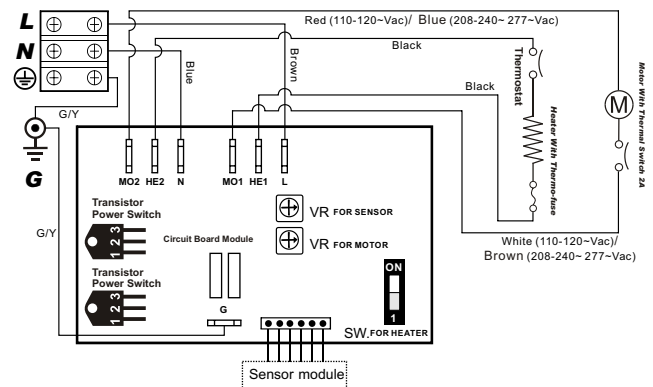 L
Red (110-120~Vac)/ Blue (208-240~ 277~Vac)
N
Black
Blue
Brown
Thermostat
Black
Heater With Thermo-fuse
M
Motor With Thermal Switch 2A
G/Y
G
MO2 HE2 N MO1 HE1 L
Transistor
Power Switch
1 2 3
VR FOR SENSOR
Circuit Board Module
VR FOR MOTOR
White (110-120~Vac)/
Brown (208-240~ 277~Vac)
G/Y
Transistor
Power Switch
1 2 3
ON
1
G
SW. FOR HEATER
Sensor module